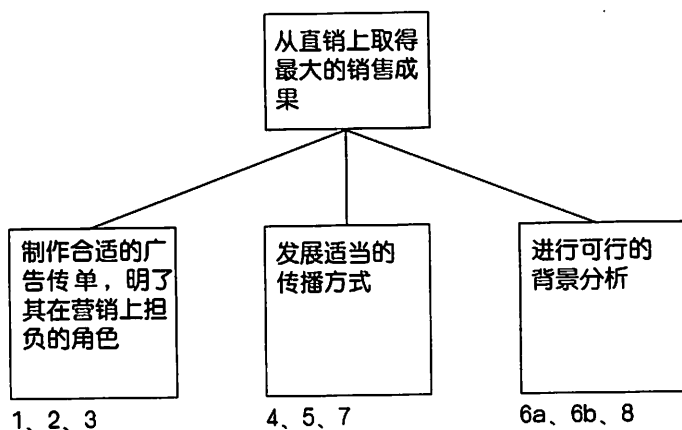 从直销上取得
最大的销售成
果
制作合适的广
告传单，明了
其在营销上担
负的角色
发展适当的
传播方式
进行可行的
背景分析
1、2、3
4、5、7
6a、6b、8